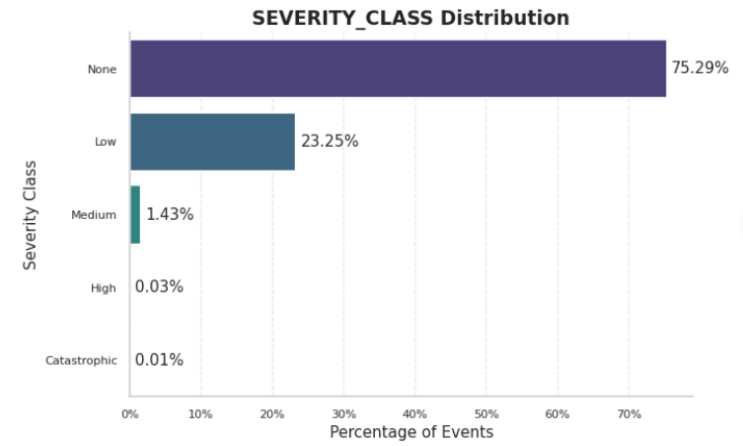 SEVERITY_CLASS Distribution
Severity Class
None
75.29%
Low
23.25%
Medium
1.43%
High
0.03%
Catastrophic
0.01%
0% 10% 20% 30% 40% 50% 60% 70%
Percentage of Events